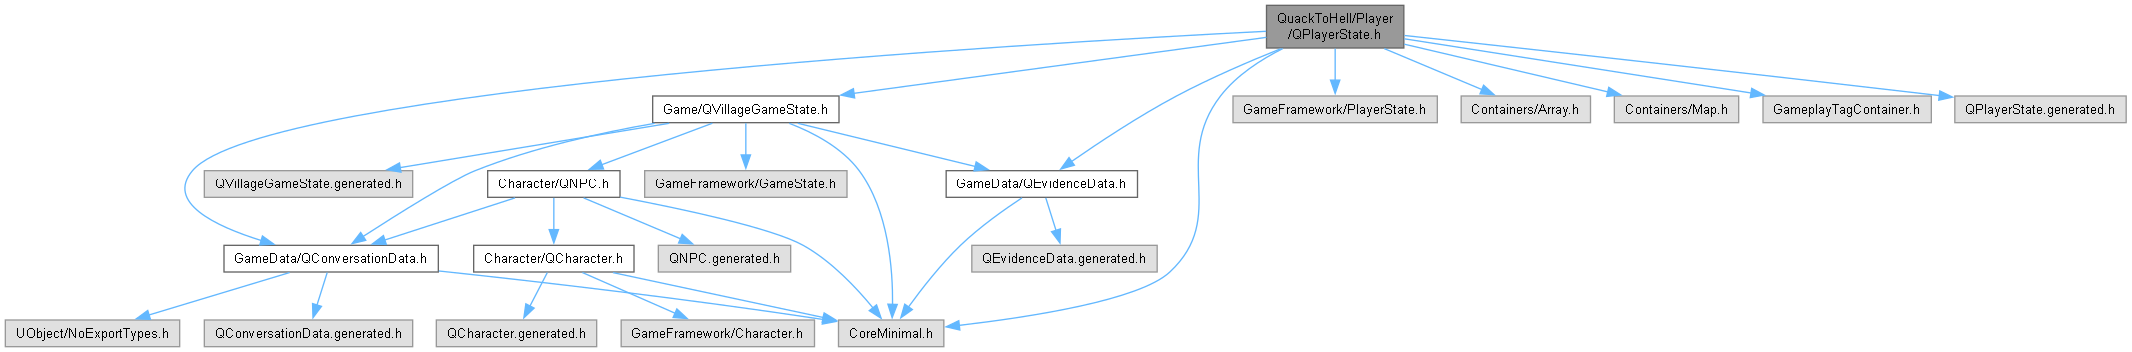 QuackToHell/Player
/QPlayerState.h
Game/QVillageGameState.h
GameFramework/PlayerState.h
Containers/Array.h
Containers/Map.h
GameplayTagContainer.h
QPlayerState.generated.h
QVillageGameState.generated.h
Character/QNPC.h
GameFramework/GameState.h
GameData/QEvidenceData.h
GameData/QConversationData.h
Character/QCharacter.h
QNPC.generated.h
QEvidenceData.generated.h
UObject/NoExportTypes.h
QConversationData.generated.h
QCharacter.generated.h
GameFramework/Character.h
CoreMinimal.h